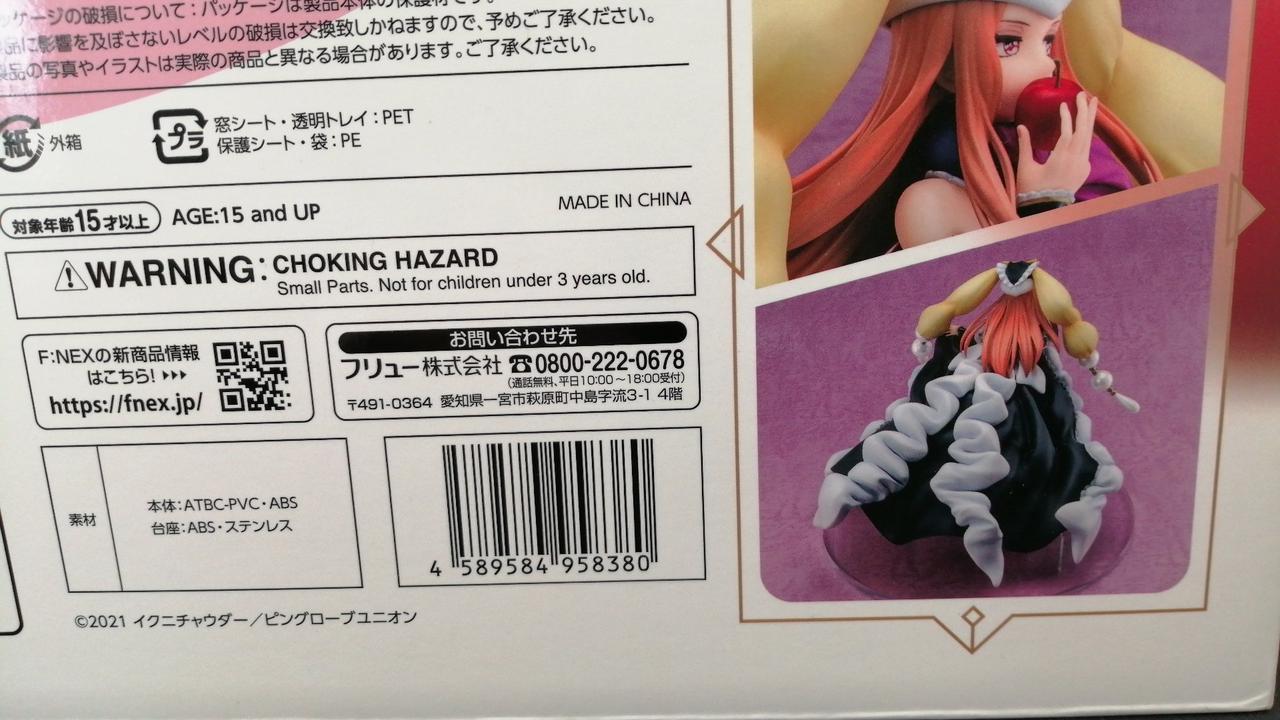 ケージの破損について：パッケージは製品本体の保護材です。
品に影響を及ぼさないレベルの破損は交換致しかねますので、予めご了承ください。
製品の写真やイラストは実際の商品と異なる場合があります。ご了承ください。
紙 外箱
プラ 窓シート・透明トレイ：PET
保護シート・袋：PE
対象年齢15才以上 AGE:15 and UP
MADE IN CHINA
WARNING: CHOKING HAZARD
Small Parts. Not for children under 3 years old.
F:NEXの新商品情報
はこちら!
https://fnex.jp/
お問い合わせ先
フリュー株式会社 ☎0800-222-0678
(通話無料、平日10:00～18:00受付)
〒491-0364 愛知県一宮市萩原町中島字流3-1 4階
素材
本体：ATBC-PVC・ABS
台座：ABS・ステンレス
4 589584 958380
©2021 イクニチャウダー／ピングローブユニオン